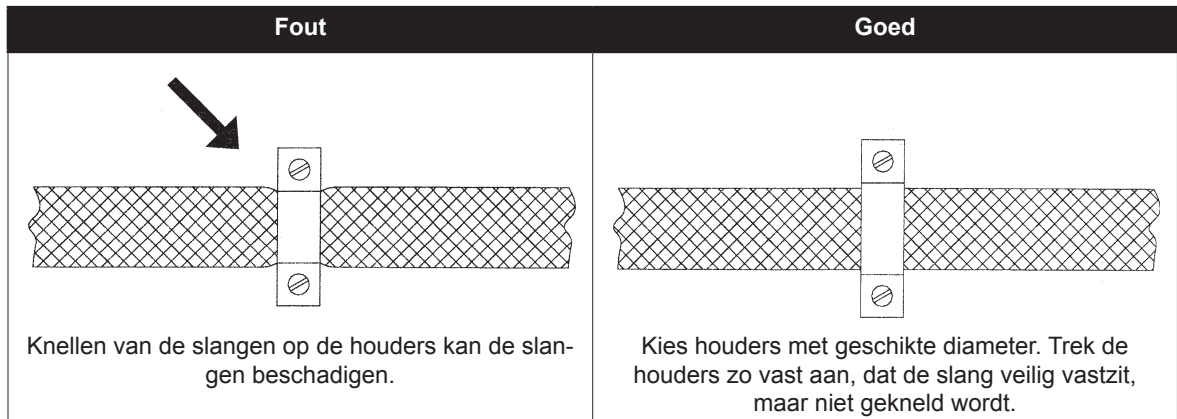 Fout
Goed
Knellen van de slangen op de houders kan de slan-
gen beschadigen.
Kies houders met geschikte diameter. Trek de
houders zo vast aan, dat de slang veilig vastzit,
maar niet gekneld wordt.